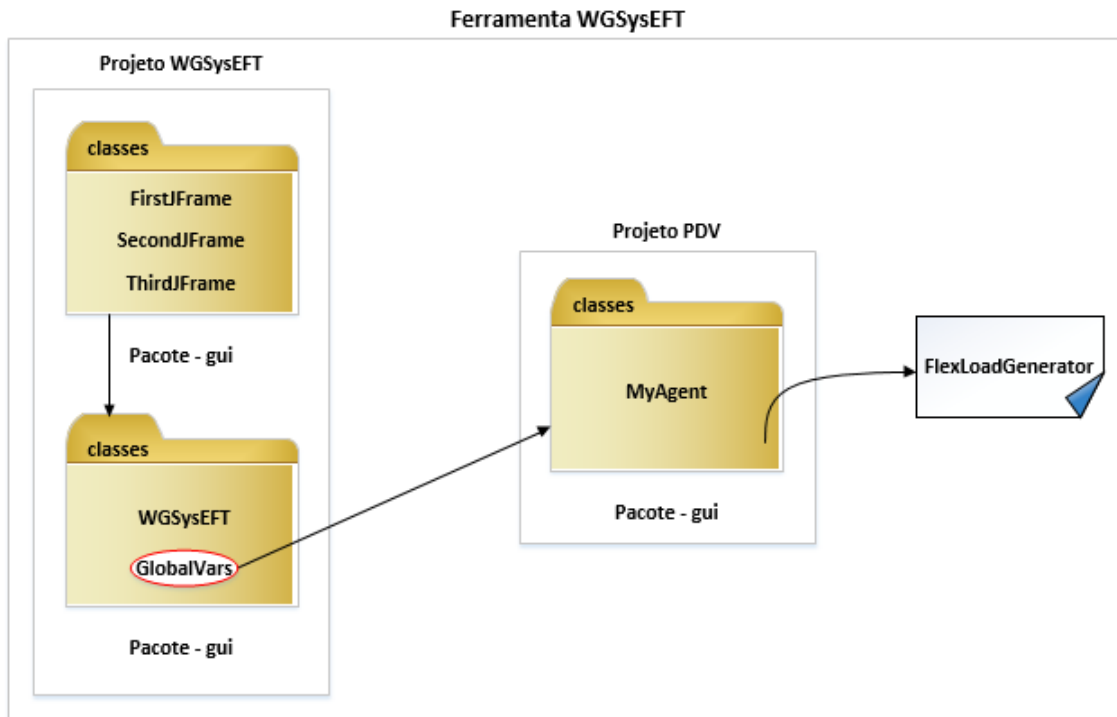 Ferramenta WGSysEFT
Projeto WGSysEFT
classes
FirstJFrame
SecondJFrame
ThirdJFrame
Pacote - gui
classes
WGSysEFT
GlobalVars
Pacote - gui
Projeto PDV
classes
MyAgent
Pacote - gui
FlexLoadGenerator